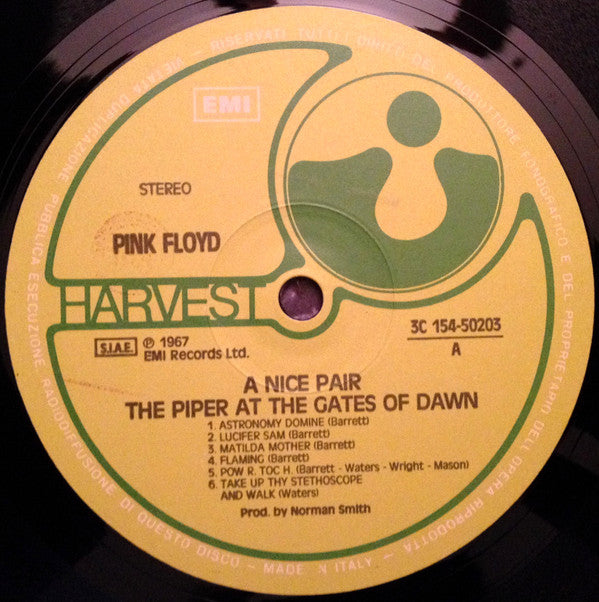 VIETATA DUPLICAZIONE PUBBLICA ESECUZIONE RADIODIFFUSIONE DI QUESTO DISCO - MADE IN ITALY. - RISERVATI TUTTI I DIRITTI DEL PRODUTTORE FONOGRAFICO E DEL PROPRIETARIO DELL'OPERA RIPRODOTTA
EMI
STEREO
PINK FLOYD
HARVEST
S.I.A.E.
℗ 1967
EMI Records Ltd.
3C 154-50203
A
A NICE PAIR
THE PIPER AT THE GATES OF DAWN
1. ASTRONOMY DOMINE (Barrett)
2. LUCIFER SAM (Barrett)
3. MATILDA MOTHER (Barrett)
4. FLAMING (Barrett)
5. POW R. TOC H. (Barrett - Waters - Wright - Mason)
6. TAKE UP THY STETHOSCOPE
AND WALK (Waters)
Prod. by Norman Smith